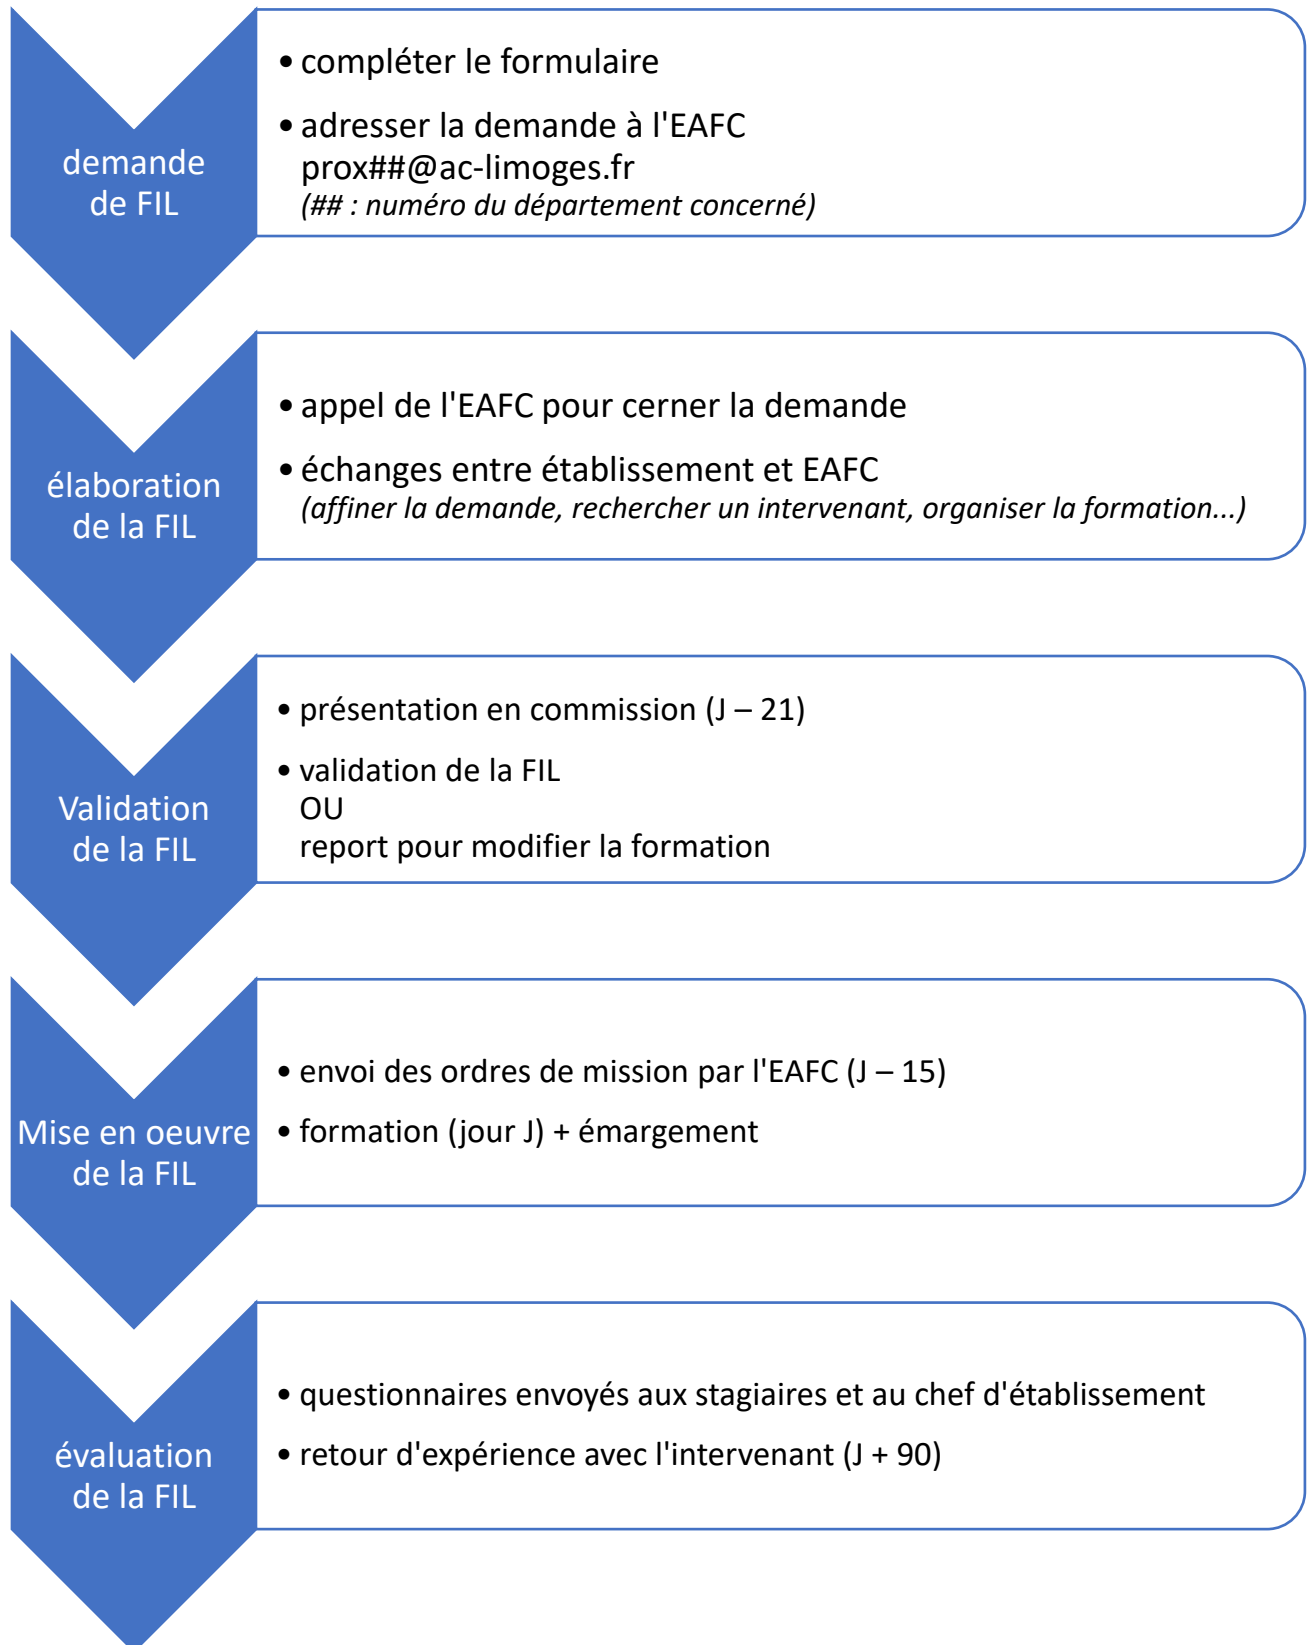 demande
de FIL
• compléter le formulaire
• adresser la demande à l'EAFC
prox##@ac-limoges.fr
(## : numéro du département concerné)
élaboration
de la FIL
• appel de l'EAFC pour cerner la demande
• échanges entre établissement et EAFC
(affiner la demande, rechercher un intervenant, organiser la formation...)
Validation
de la FIL
• présentation en commission (J – 21)
• validation de la FIL
OU
report pour modifier la formation
Mise en oeuvre
de la FIL
• envoi des ordres de mission par l'EAFC (J – 15)
• formation (jour J) + émargement
évaluation
de la FIL
• questionnaires envoyés aux stagiaires et au chef d'établissement
• retour d'expérience avec l'intervenant (J + 90)